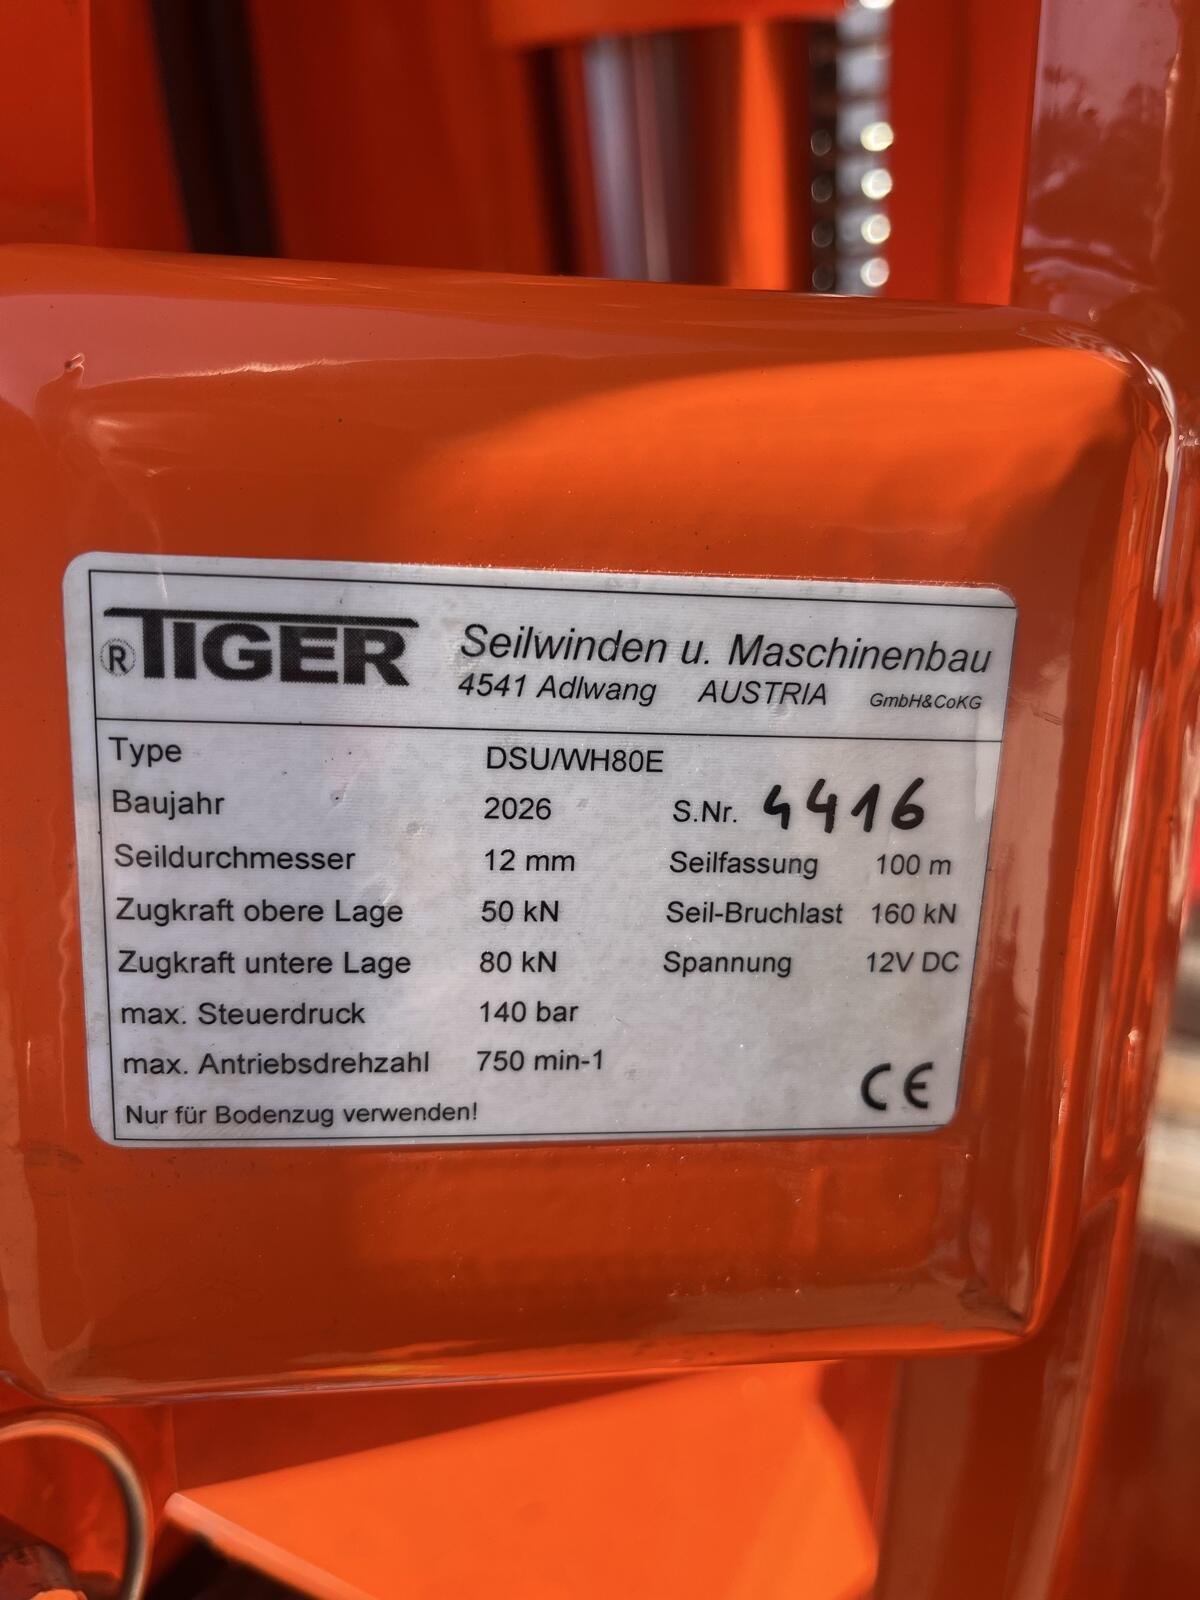 ® TIGER Seilwinden u. Maschinenbau
4541 Adlwang AUSTRIA GmbH&CoKG
Type DSU/WH80E
Baujahr 2026 S.Nr. 4416
Seildurchmesser 12 mm Seilfassung 100 m
Zugkraft obere Lage 50 kN Seil-Bruchlast 160 kN
Zugkraft untere Lage 80 kN Spannung 12V DC
max. Steuerdruck 140 bar
max. Antriebsdrehzahl 750 min-1
Nur für Bodenzug verwenden! CE